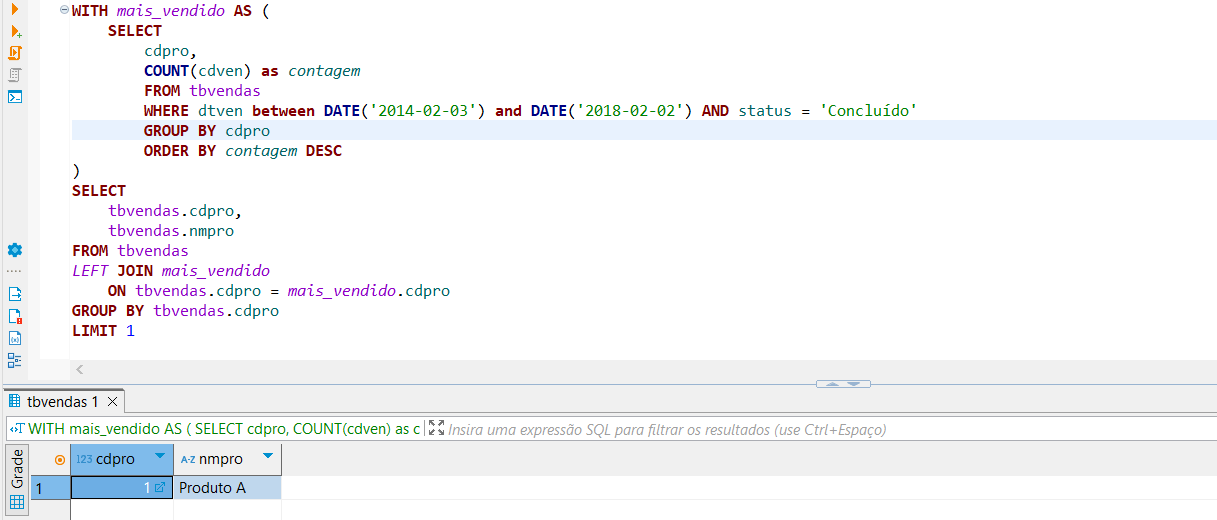 WITH mais_vendido AS (
SELECT
cdpro,
COUNT(cdven) as contagem
FROM tbvendas
WHERE dtven between DATE('2014-02-03') and DATE('2018-02-02') AND status = 'Concluído'
GROUP BY cdpro
ORDER BY contagem DESC
)
SELECT
tbvendas.cdpro,
tbvendas.nmpro
FROM tbvendas
LEFT JOIN mais_vendido
ON tbvendas.cdpro = mais_vendido.cdpro
GROUP BY tbvendas.cdpro
LIMIT 1
tbvendas 1
WITH mais_vendido AS ( SELECT cdpro, COUNT(cdven) as c Insira uma expressão SQL para filtrar os resultados (use Ctrl+Espaço)
Grade
123 cdpro A-Z nmpro
1 1 Produto A